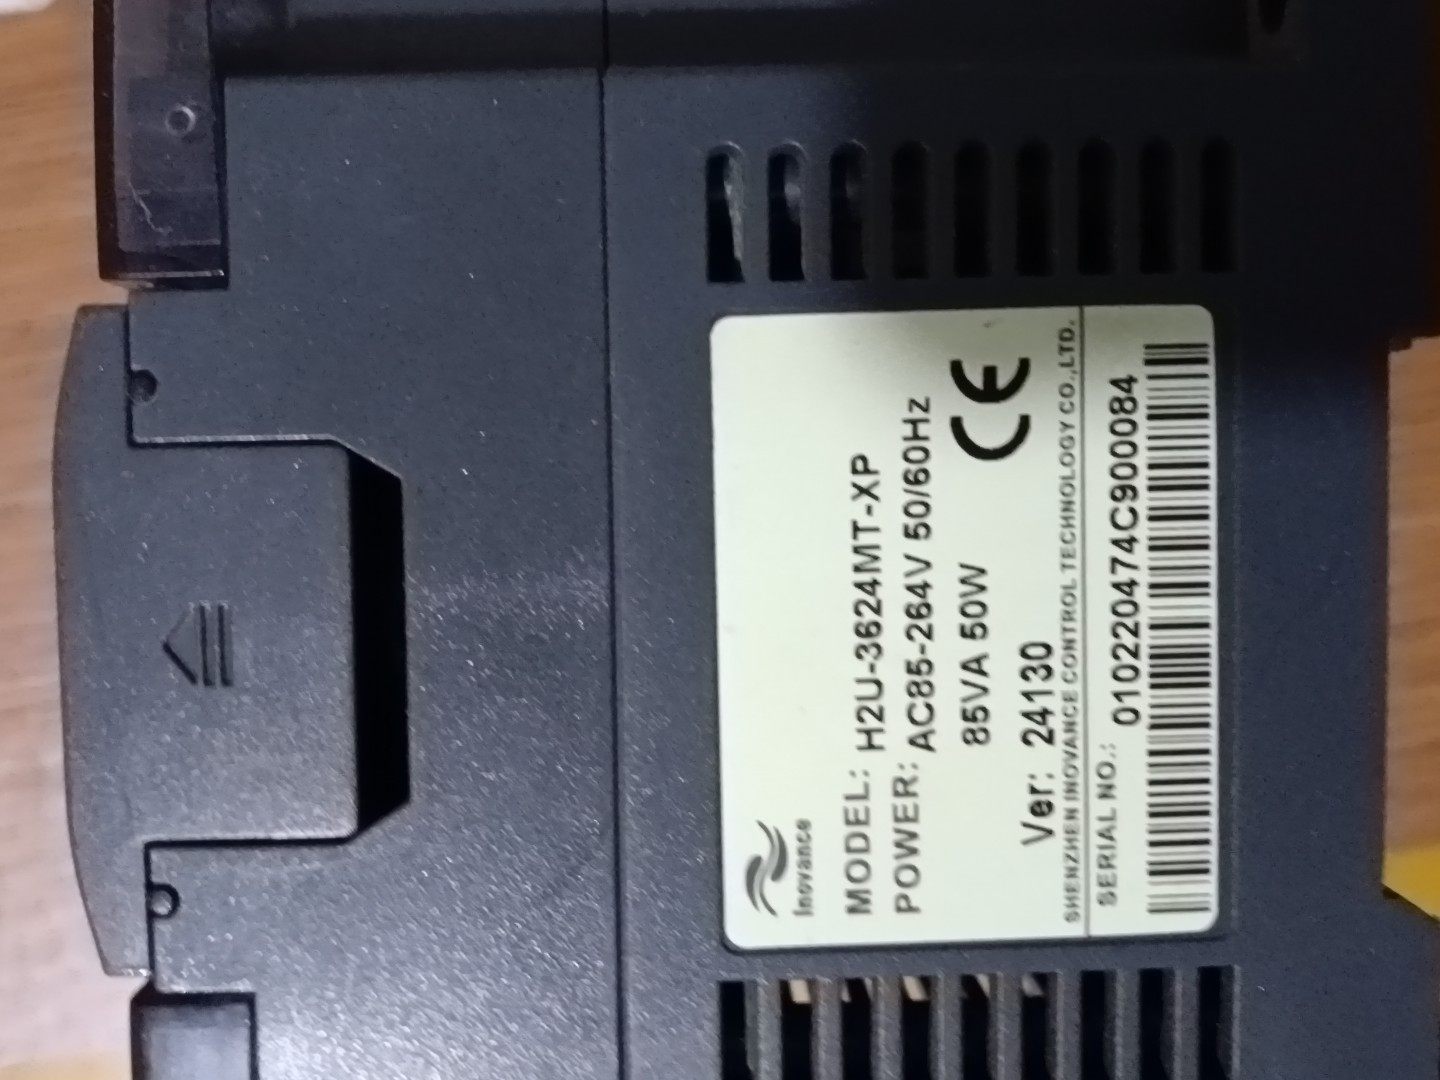 Inovance
MODEL: H2U-3624MT-XP
POWER: AC85-264V 50/60Hz
85VA 50W
Ver: 24130
SHENZHEN INOVANCE CONTROL TECHNOLOGY CO.,LTD.
SERIAL NO.: 010220474C900084